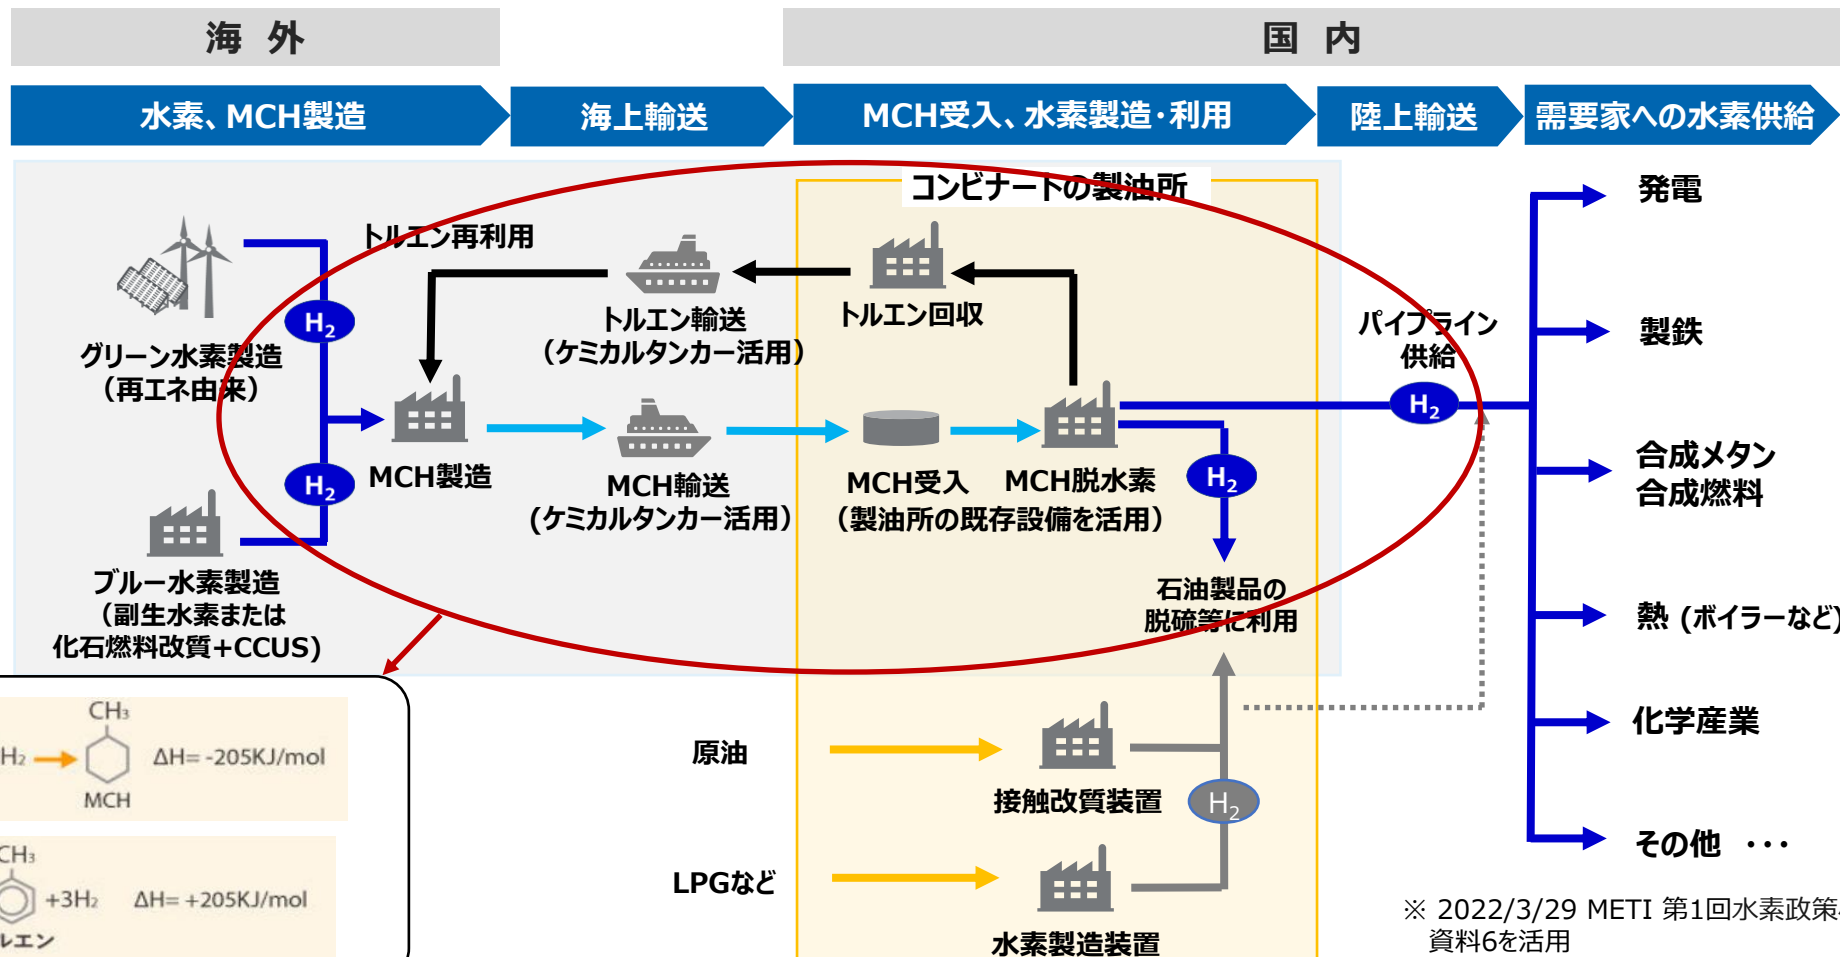 海 外
国 内
水素、MCH製造
海上輸送
MCH受入、水素製造・利用
陸上輸送
需要家への水素供給
コンビナートの製油所
トルエン再利用
グリーン水素製造
（再エネ由来）
H₂
H₂
ブルー水素製造
（副生水素または
化石燃料改質+CCUS)
MCH製造
トルエン輸送
（ケミカルタンカー活用）
MCH輸送
(ケミカルタンカー活用）
トルエン回収
MCH受入
MCH脱水素
（製油所の既存設備を活用）
H₂
石油製品の
脱硫等に利用
パイプライン
供給
H₂
発電
製鉄
合成メタン
合成燃料
熱 (ボイラーなど)
化学産業
その他 ・・・
原油
接触改質装置
H₂
LPGなど
水素製造装置
CH₃
H₂
MCH
ΔH= -205KJ/mol
CH₃
+3H₂
ΔH= +205KJ/mol
ルエン
※ 2022/3/29 METI 第1回水素政策
資料6を活用